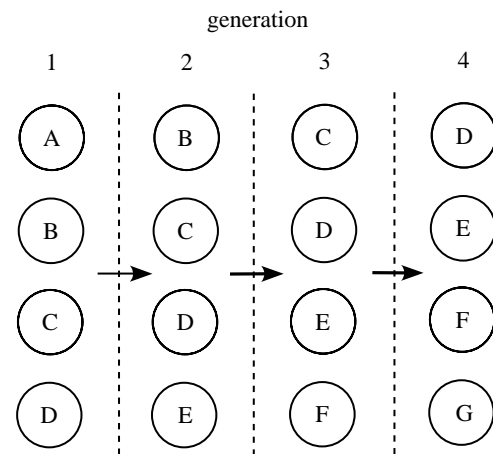 generation
1 2 3 4
A B C D
B C D E
C D E F
D E F G